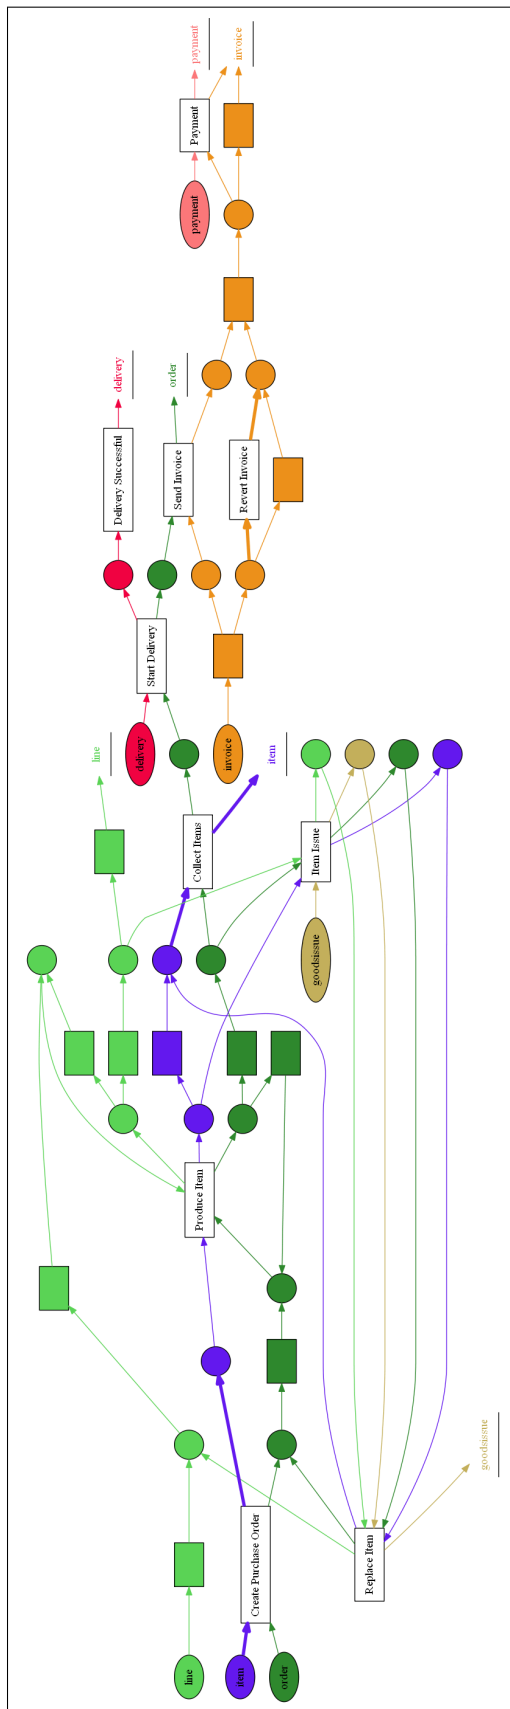 payment
invoice
Payment
payment
delivery
order
Delivery Successful
Send Invoice
Revert Invoice
Start Delivery
line
delivery
invoice
item
Collect Items
Item Issue
goodsissue
Produce Item
goodsissue
Create Purchase Order
Replace Item
line
item
order